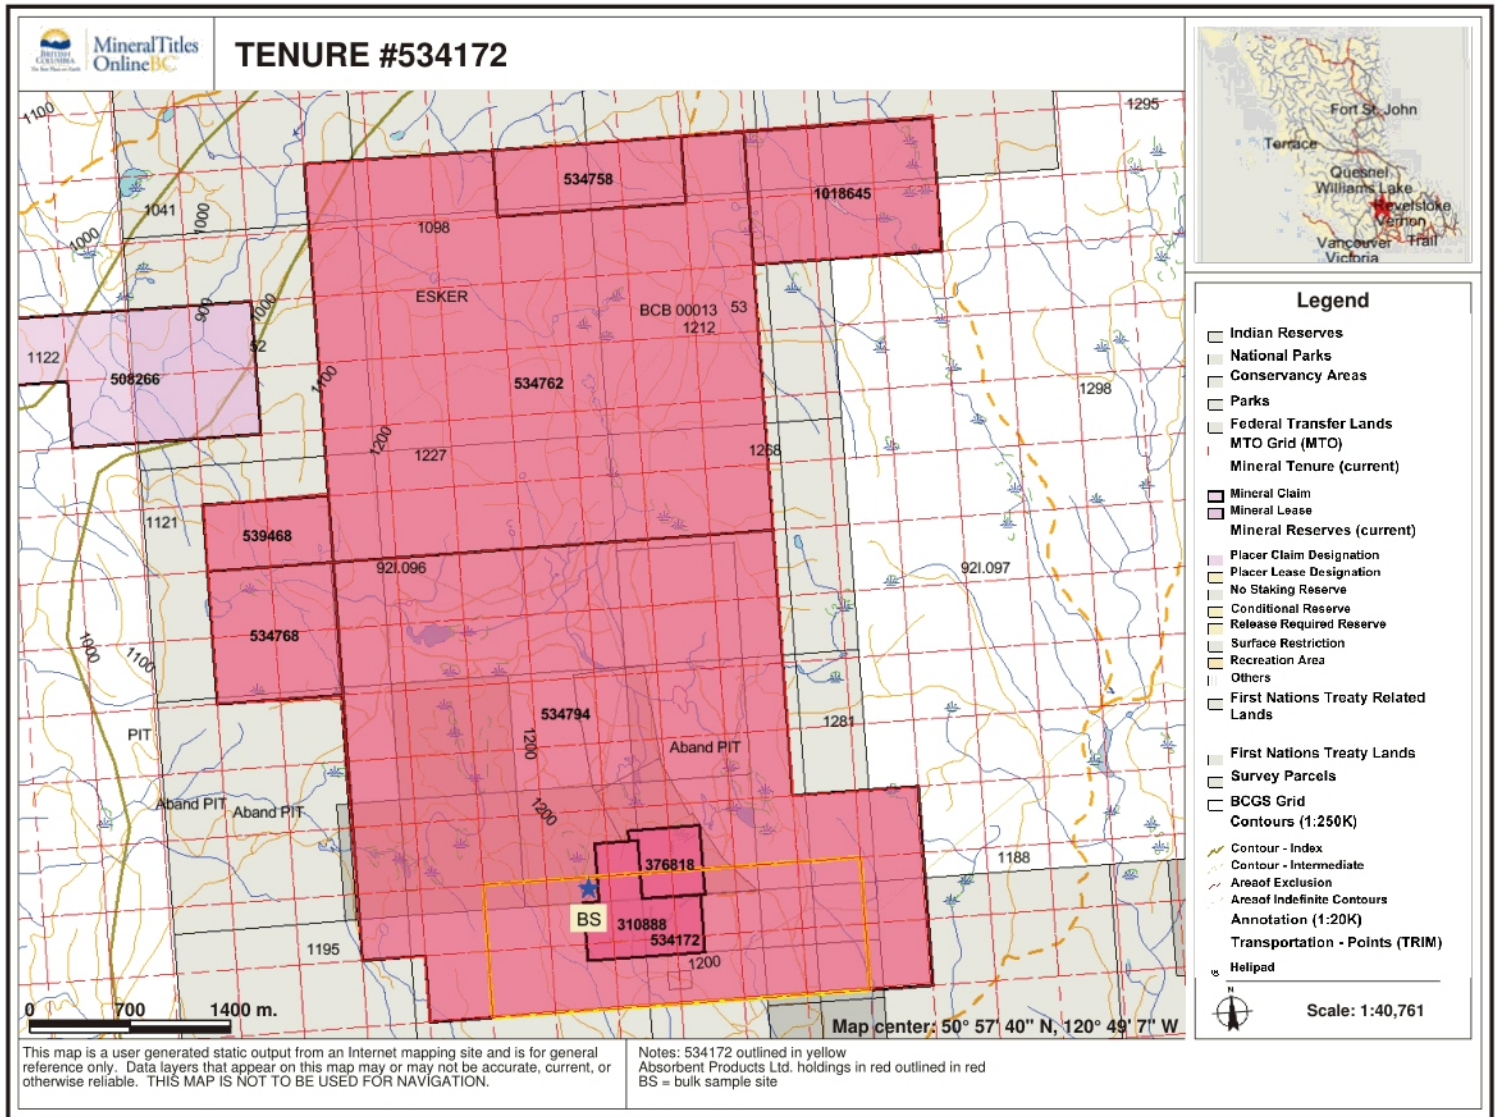 BRITISH
COLUMBIA
The Best Place on Earth
MineralTitles
OnlineBC
TENURE #534172
1100
1295
534758
1018645
1041
1000
1098
1000
ESKER
BCB 00013
53
1212
900
1000
52
1122
508266
1100
534762
1298
1200
1227
1268
1121
539468
92I.096
92I.097
534768
1000
1100
534794
1281
PIT
1200
Aband PIT
Aband PIT
Aband PIT
1200
376818
1188
BS
310888
534172
1195
1200
0 700 1400 m.
Map center: 50° 57' 40" N, 120° 49' 7" W
Fort St. John
Terrace
Quesnel
Williams Lake
Revelstoke
Vernon
Vancouver
Trail
Victoria
Legend
Indian Reserves
National Parks
Conservancy Areas
Parks
Federal Transfer Lands
MTO Grid (MTO)
Mineral Tenure (current)
Mineral Claim
Mineral Lease
Mineral Reserves (current)
Placer Claim Designation
Placer Lease Designation
No Staking Reserve
Conditional Reserve
Release Required Reserve
Surface Restriction
Recreation Area
Others
First Nations Treaty Related
Lands
First Nations Treaty Lands
Survey Parcels
BCGS Grid
Contours (1:250K)
Contour - Index
Contour - Intermediate
Areaof Exclusion
Areaof Indefinite Contours
Annotation (1:20K)
Transportation - Points (TRIM)
Helipad
N
Scale: 1:40,761
This map is a user generated static output from an Internet mapping site and is for general
reference only. Data layers that appear on this map may or may not be accurate, current, or
otherwise reliable. THIS MAP IS NOT TO BE USED FOR NAVIGATION.
Notes: 534172 outlined in yellow
Absorbent Products Ltd. holdings in red outlined in red
BS = bulk sample site